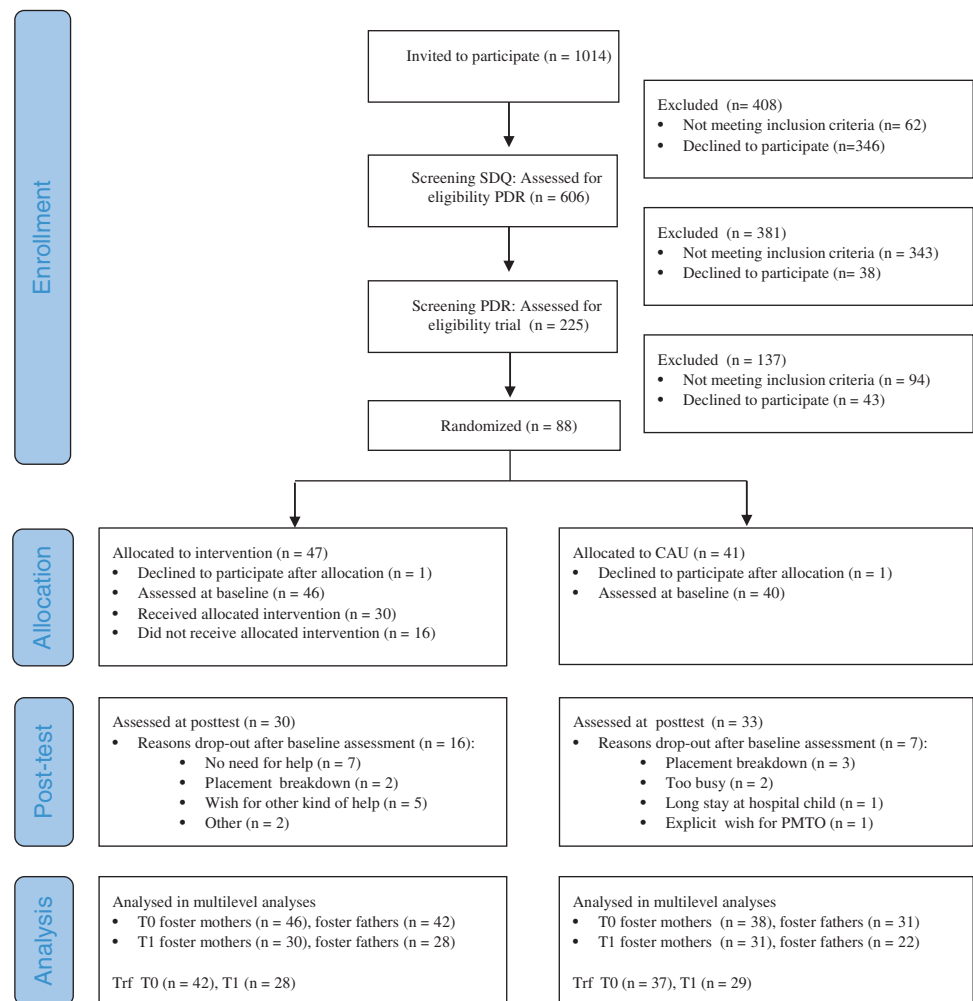 Enrollment
Invited to participate (n = 1014)
Excluded (n= 408)
• Not meeting inclusion criteria (n= 62)
• Declined to participate (n=346)
Screening SDQ: Assessed for
eligibility PDR (n = 606)
Excluded (n = 381)
• Not meeting inclusion criteria (n = 343)
• Declined to participate (n= 38)
Screening PDR: Assessed for
eligibility trial (n = 225)
Excluded (n = 137)
• Not meeting inclusion criteria (n = 94)
• Declined to participate (n = 43)
Randomized (n = 88)
Allocation
Allocated to intervention (n = 47)
• Declined to participate after allocation (n = 1)
• Assessed at baseline (n = 46)
• Received allocated intervention (n = 30)
• Did not receive allocated intervention (n = 16)
Allocated to CAU (n = 41)
• Declined to participate after allocation (n = 1)
• Assessed at baseline (n = 40)
Post-test
Assessed at posttest (n = 30)
• Reasons drop-out after baseline assessment (n = 16):
• No need for help (n = 7)
• Placement breakdown (n = 2)
• Wish for other kind of help (n = 5)
• Other (n = 2)
Assessed at posttest (n = 33)
• Reasons drop-out after baseline assessment (n = 7):
• Placement breakdown (n = 3)
• Too busy (n = 2)
• Long stay at hospital child (n = 1)
• Explicit wish for PMTO (n = 1)
Analysis
Analysed in multilevel analyses
• T0 foster mothers (n = 46), foster fathers (n = 42)
• T1 foster mothers (n = 30), foster fathers (n = 28)
Trf T0 (n = 42), T1 (n = 28)
Analysed in multilevel analyses
• T0 foster mothers (n = 38), foster fathers (n = 31)
• T1 foster mothers (n = 31), foster fathers (n = 22)
Trf T0 (n = 37), T1 (n = 29)